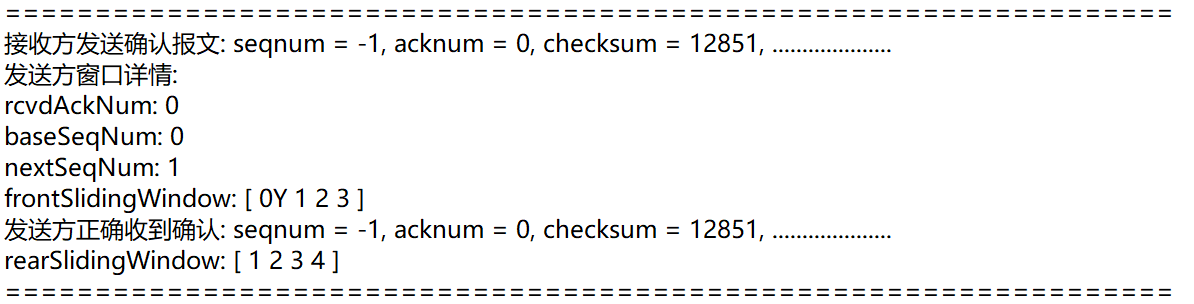 =================================================================
接收方发送确认报文: seqnum = -1, acknum = 0, checksum = 12851, ....................
发送方窗口详情:
rcvdAckNum: 0
baseSeqNum: 0
nextSeqNum: 1
frontSlidingWindow: [ 0Y 1 2 3 ]
发送方正确收到确认: seqnum = -1, acknum = 0, checksum = 12851, ....................
rearSlidingWindow: [ 1 2 3 4 ]
=================================================================